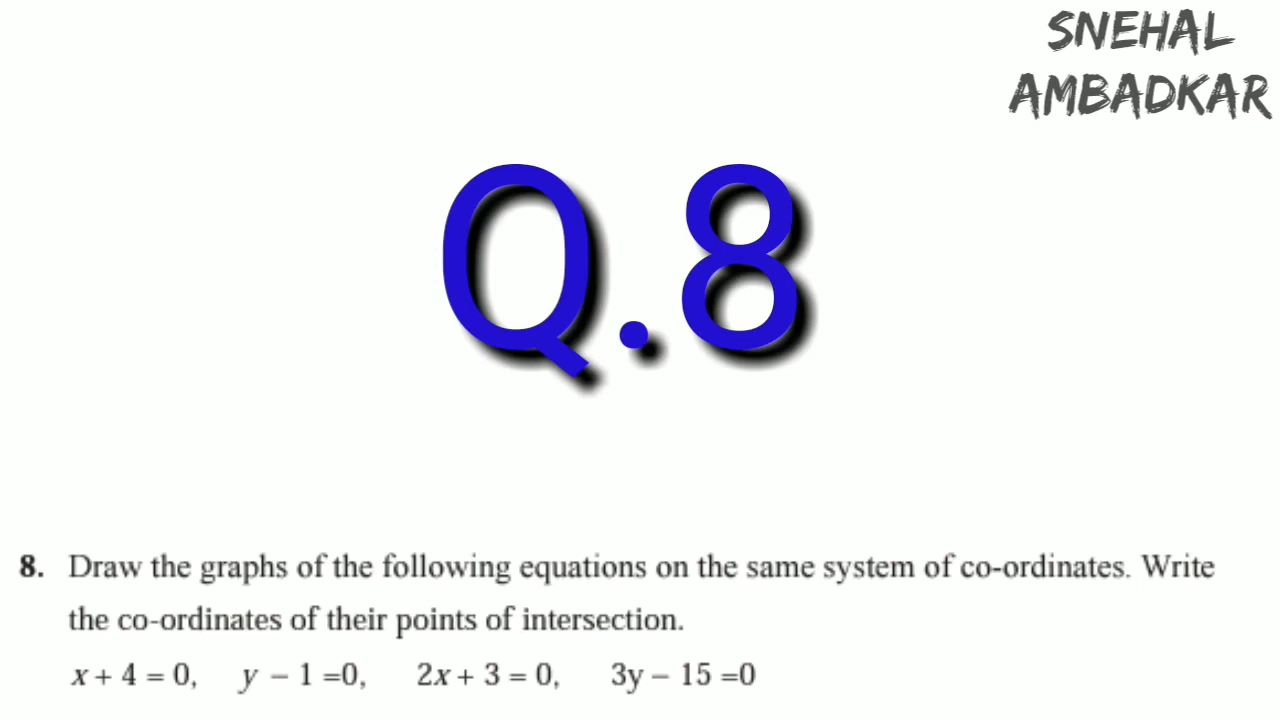 SNEHAL
AMBADKAR
Q.8
8. Draw the graphs of the following equations on the same system of co-ordinates. Write
the co-ordinates of their points of intersection.
x + 4 = 0, y – 1 =0, 2x + 3 = 0, 3y – 15 =0